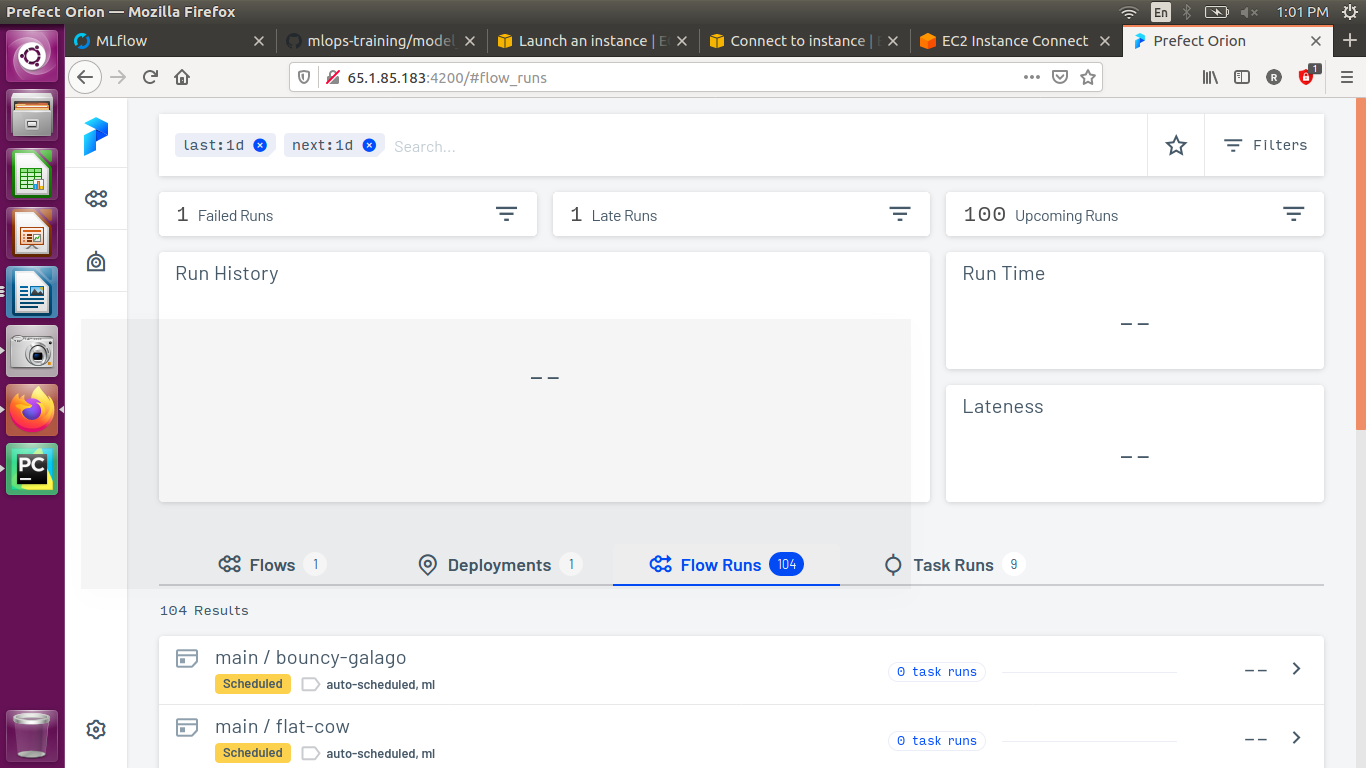 Prefect Orion — Mozilla Firefox
En
1:01 PM
MLflow
mlops-training/model
Launch an instance | E
Connect to instance |
EC2 Instance Connect
Prefect Orion
65.1.85.183:4200/#flow_runs
R
1
last:1d
next:1d
Search...
Filters
1 Failed Runs
1 Late Runs
100 Upcoming Runs
Run History
--
Run Time
--
Lateness
--
Flows 1
Deployments 1
Flow Runs 104
Task Runs 9
104 Results
main / bouncy-galago
Scheduled
auto-scheduled, ml
0 task runs
--
main / flat-cow
Scheduled
auto-scheduled, ml
0 task runs
--
PC